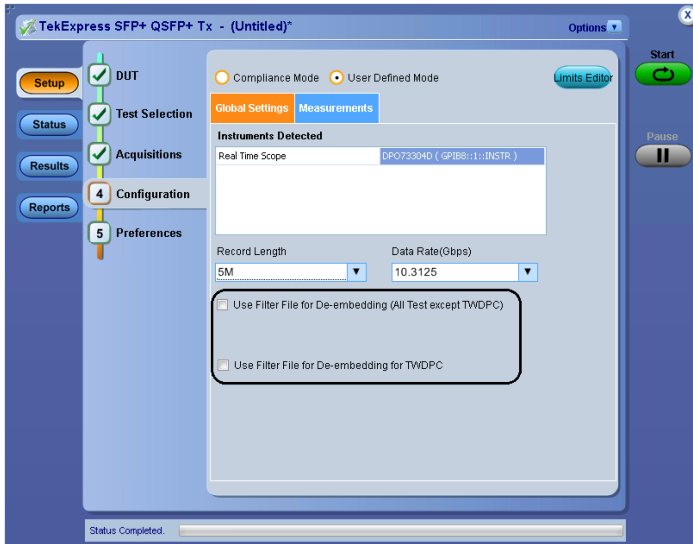 TekExpress SFP+ QSFP+ Tx - (Untitled)*
Options
x
Start
Setup
DUT
Compliance Mode
User Defined Mode
Limits Editor
Test Selection
Global Settings
Measurements
Status
Instruments Detected
Pause
Real Time Scope
DPO73304D ( GPIB8::1::INSTR )
Acquisitions
Results
4
Configuration
Reports
5
Preferences
Record Length
Data Rate(Gbps)
5M
10.3125
Use Filter File for De-embedding (All Test except TWDPC)
Use Filter File for De-embedding for TWDPC
Status Completed.